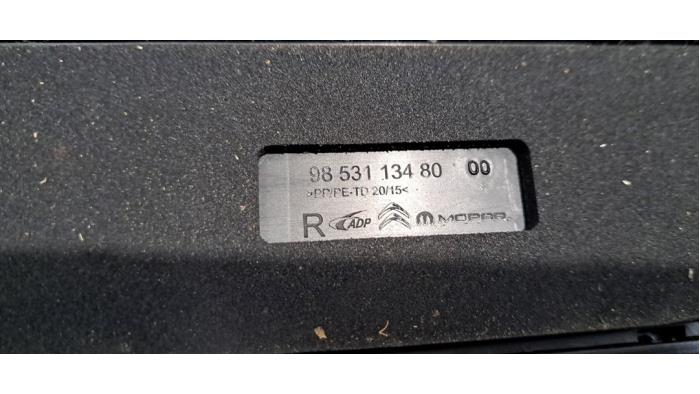 98 531 134 80 00
>PP/PE-TD 20/15<
R ADP MOPAR